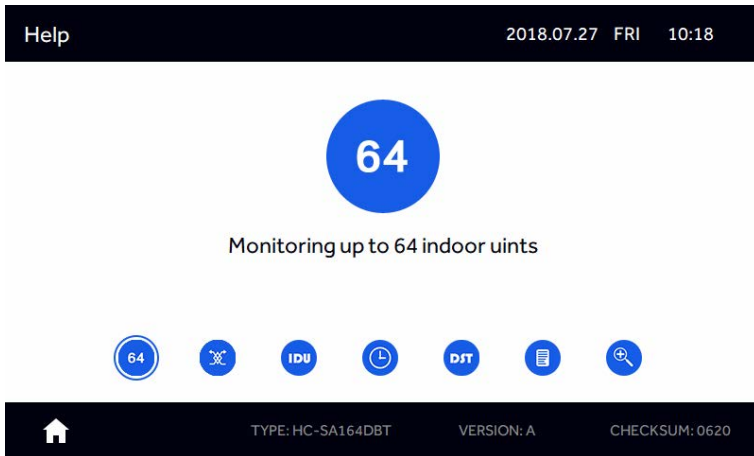 Help 2018.07.27 FRI 10:18
64
Monitoring up to 64 indoor uints
64 IDU DST
TYPE: HC-SA164DBT VERSION: A CHECKSUM: 0620